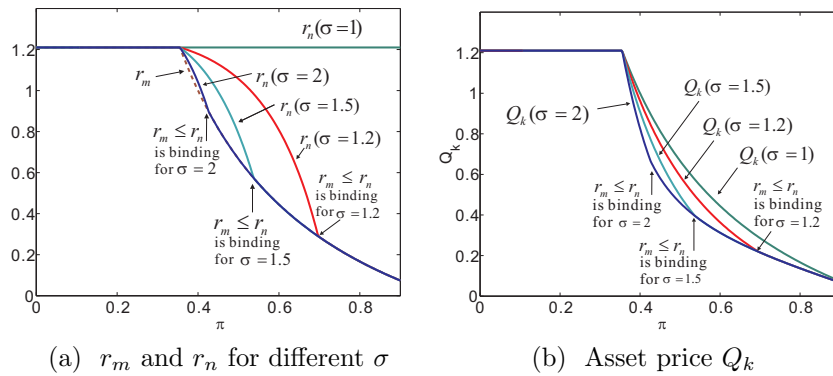 r_n(σ=1)
1.2
r_m
r_n(σ=2)
1
r_n(σ=1.5)
0.8
r_n(σ=1.2)
r_m ≤ r_n
is binding
for σ=2
0.6
r_m ≤ r_n
is binding
for σ=1.2
0.4
r_m ≤ r_n
is binding
for σ=1.5
0.2
0
0 0.2 0.4 0.6 0.8
π
(a) r_m and r_n for different σ
1.2
1
Q_k(σ=2)
Q_k(σ=1.5)
Q_k(σ=1.2)
Q_k(σ=1)
0.8
Q_k
0.6
r_m ≤ r_n
is binding
for σ=2
r_m ≤ r_n
is binding
for σ=1.2
0.4
r_m ≤ r_n
is binding
for σ=1.5
0.2
0
0 0.2 0.4 0.6 0.8
π
(b) Asset price Q_k